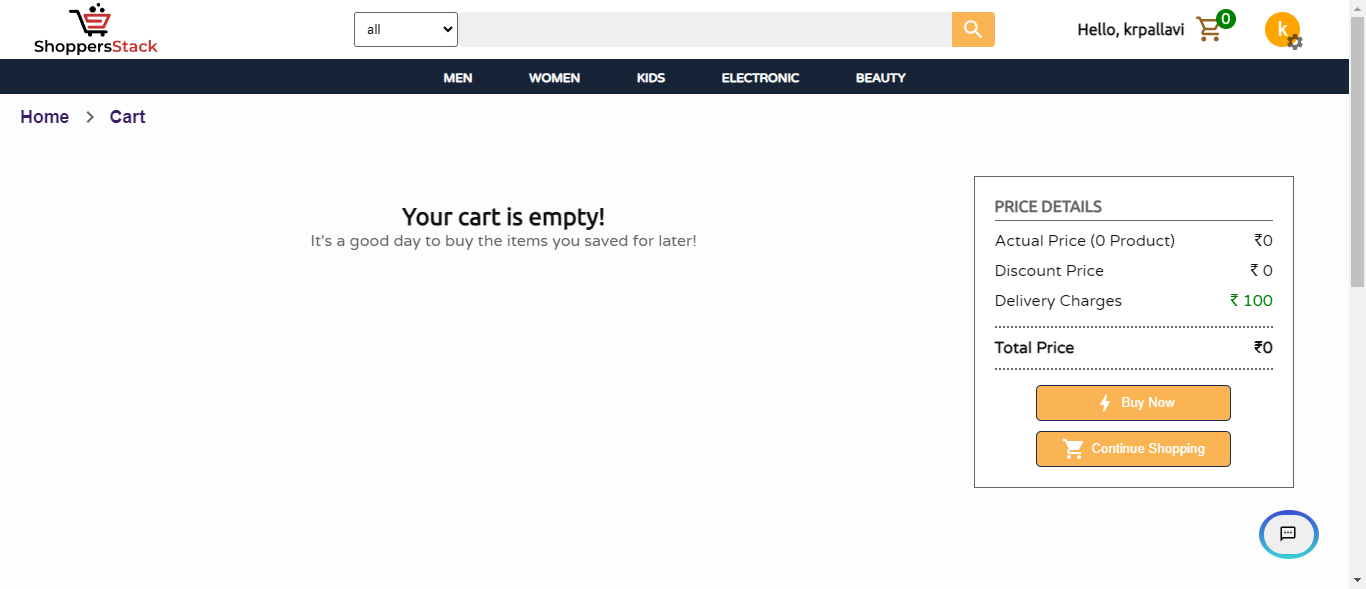 ShoppersStack
all
Hello, krpallavi
0
k
MEN WOMEN KIDS ELECTRONIC BEAUTY
Home > Cart
Your cart is empty!
It's a good day to buy the items you saved for later!
PRICE DETAILS
Actual Price (0 Product) ₹0
Discount Price ₹ 0
Delivery Charges ₹ 100
Total Price ₹0
Buy Now
Continue Shopping